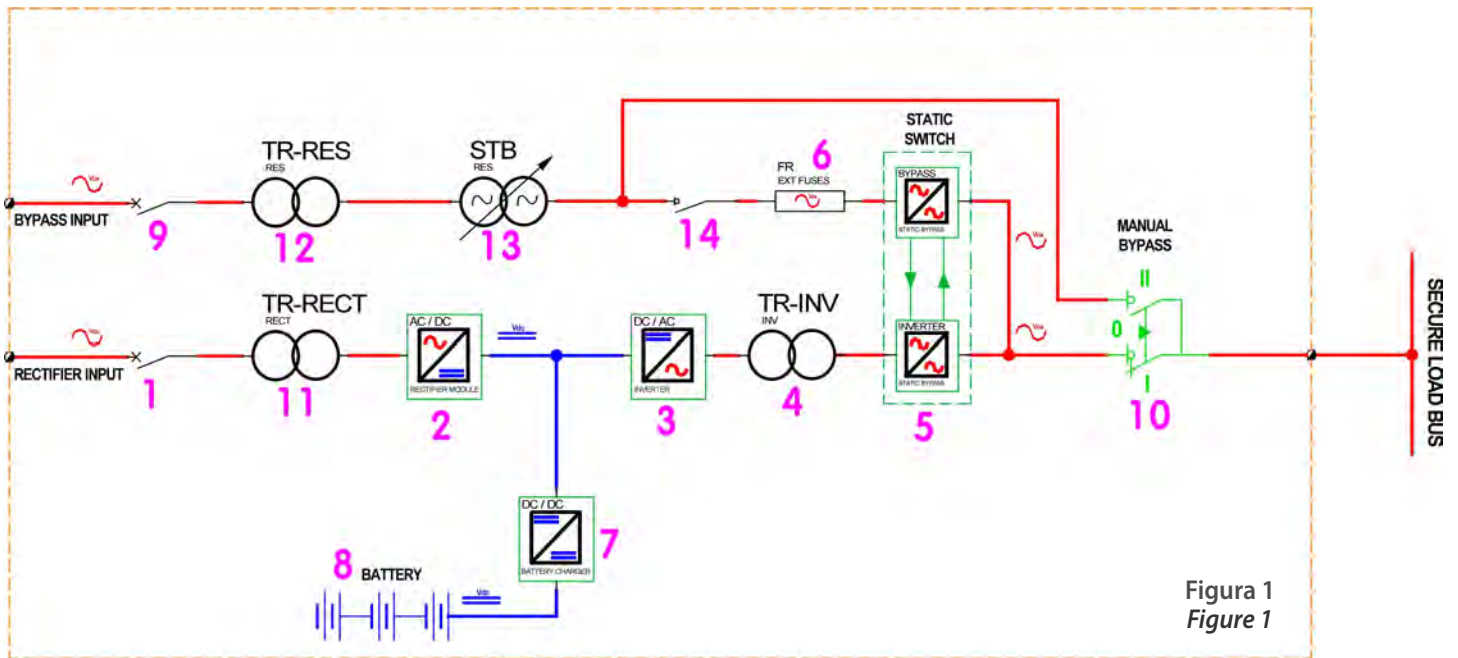 STATIC
SWITCH
TR-RES
RES
STB
RES
6
FR
EXT FUSES
BYPASS
STATIC BYPASS
BYPASS INPUT
9
12
13
14
MANUAL
BYPASS
II
0
I
10
TR-RECT
RECT
AC / DC
RECTIFIER MODULE
Vdc
DC / AC
INVERTER
TR-INV
INV
INVERTER
STATIC BYPASS
RECTIFIER INPUT
1
11
2
3
4
5
SECURE LOAD BUS
DC / DC
BATTERY CHARGER
7
8
BATTERY
Vdc
Figura 1
Figure 1